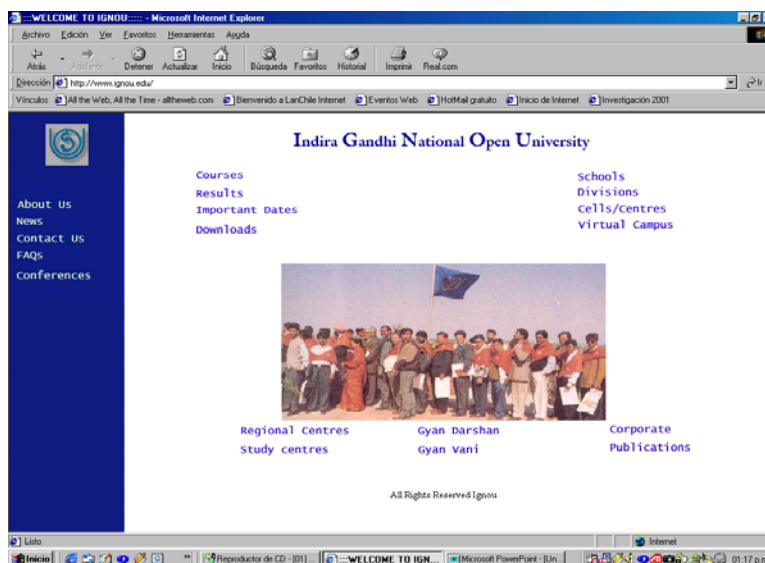 :::WELCOME TO IGNOU::::: - Microsoft Internet Explorer
Archivo Edición Ver Favoritos Herramientas Ayuda
Atrás Adelante Detener Actualizar Inicio Búsqueda Favoritos Historial Imprimir Real.com
Dirección http://www.ignou.edu/
Vínculos All the Web, All the Time - alltheweb.com Bienvenido a LanChile Internet Eventos Web HotMail gratuito Inicio de Internet Investigación 2001
Indira Gandhi National Open University
About Us
News
Contact Us
FAQs
Conferences
Courses
Results
Important Dates
Downloads
Schools
Divisions
Cells/Centres
Virtual Campus
Regional Centres Gyan Darshan Corporate
Study centres Gyan Vani Publications
All Rights Reserved Ignou
Listo Internet
Inicio Reproductor de CD - [01] :::WELCOME TO IGN... Microsoft PowerPoint - [Un... 01:17 p.m.